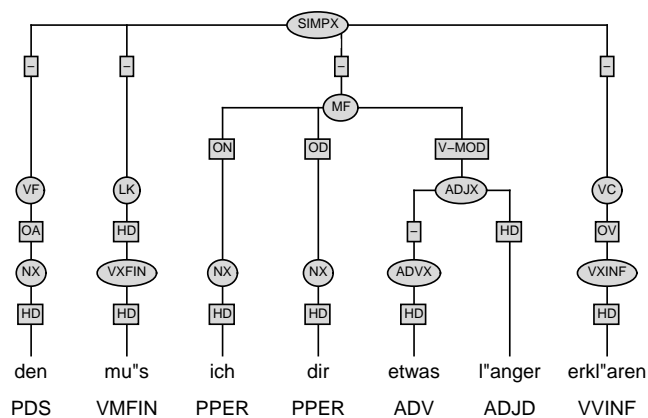 SIMPX
– – – –
MF
ON OD V–MOD
VF LK ADJX VC
OA HD – HD OV
NX VXFIN NX NX ADVX VXINF
HD HD HD HD HD HD
den mu"s ich dir etwas l"anger erkl"aren
PDS VMFIN PPER PPER ADV ADJD VVINF